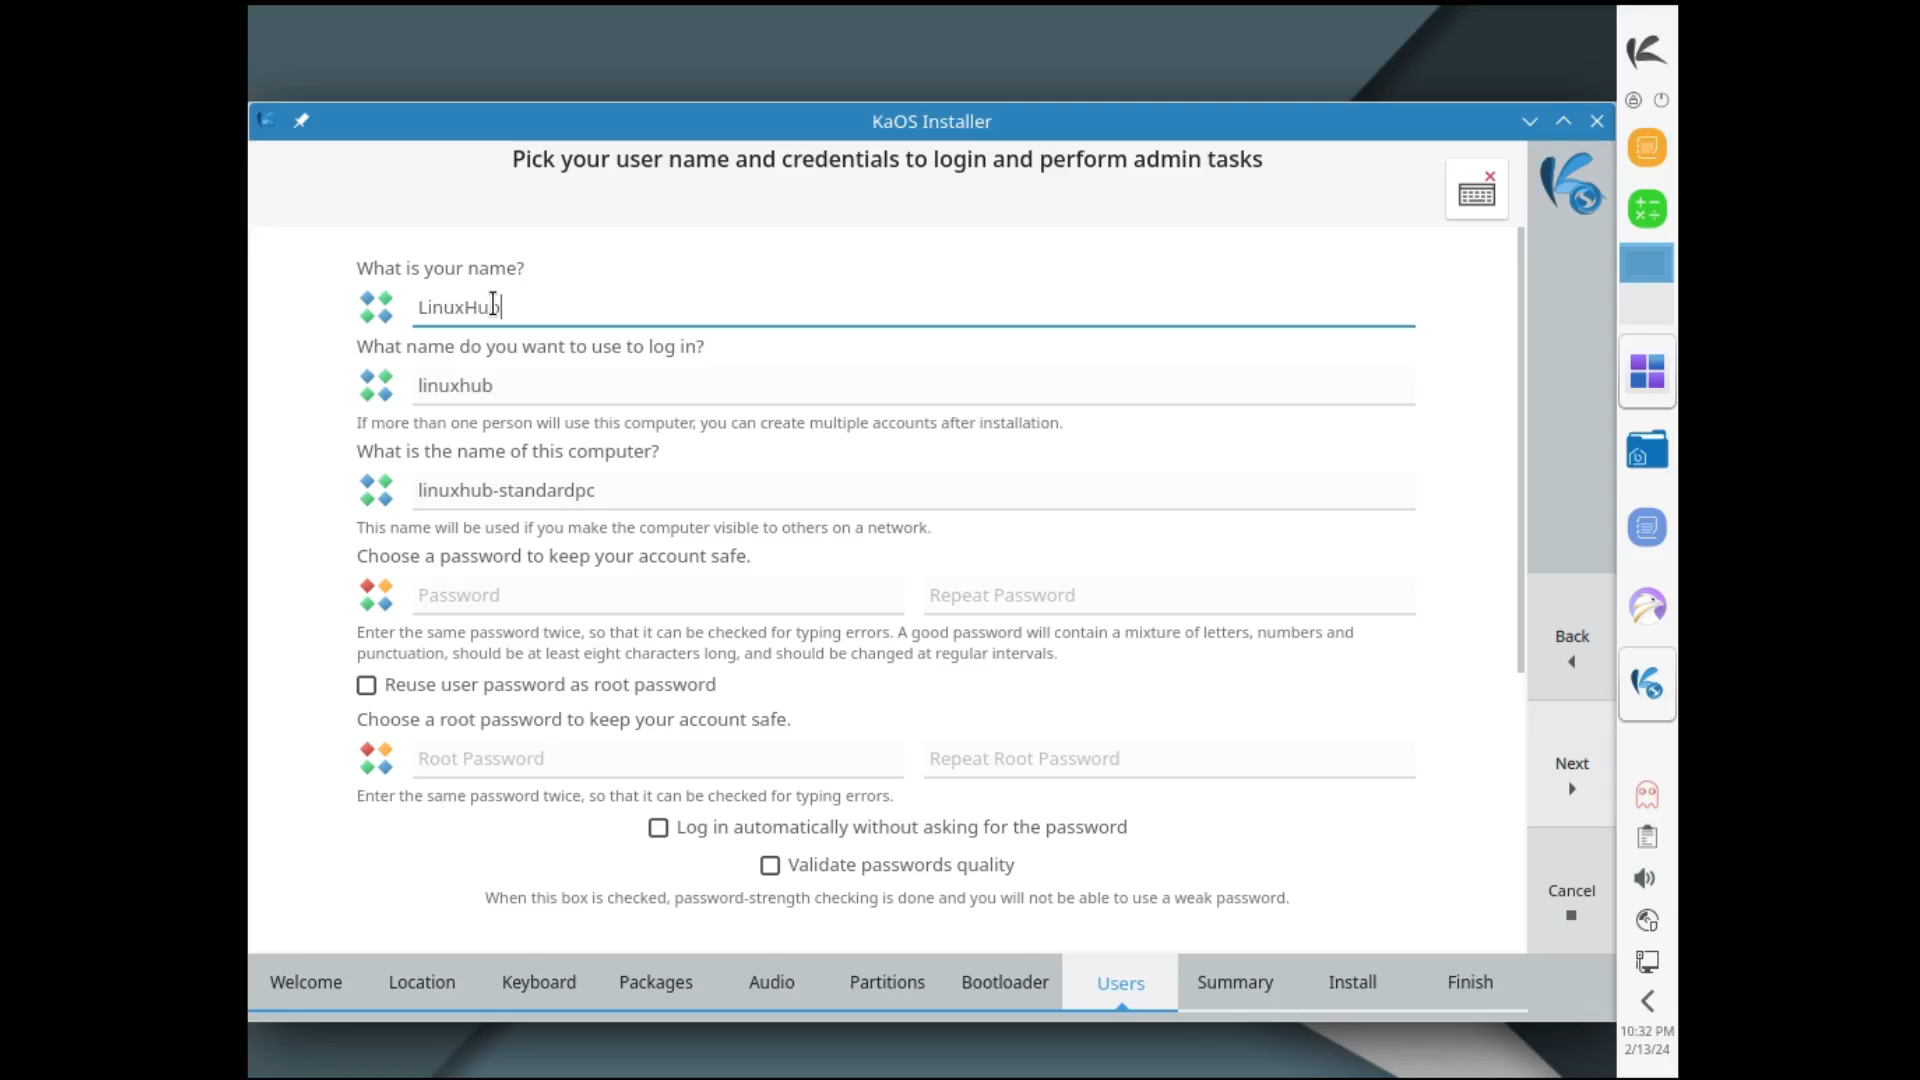 KaOS Installer
Pick your user name and credentials to login and perform admin tasks
What is your name?
LinuxHub
What name do you want to use to log in?
linuxhub
If more than one person will use this computer, you can create multiple accounts after installation.
What is the name of this computer?
linuxhub-standardpc
This name will be used if you make the computer visible to others on a network.
Choose a password to keep your account safe.
Password Repeat Password
Enter the same password twice, so that it can be checked for typing errors. A good password will contain a mixture of letters, numbers and
punctuation, should be at least eight characters long, and should be changed at regular intervals.
Reuse user password as root password
Choose a root password to keep your account safe.
Root Password Repeat Root Password
Enter the same password twice, so that it can be checked for typing errors.
Log in automatically without asking for the password
Validate passwords quality
When this box is checked, password-strength checking is done and you will not be able to use a weak password.
Back
Next
Cancel
Welcome Location Keyboard Packages Audio Partitions Bootloader Users Summary Install Finish
10:32 PM
2/13/24